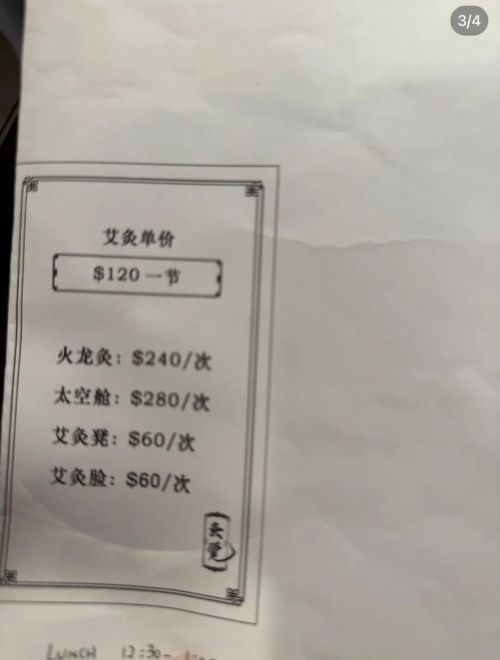 3/4
艾灸单价
$120 一节
火龙灸: $240/次
太空舱: $280/次
艾灸凳: $60/次
艾灸脸: $60/次
LUNCH 12:30-